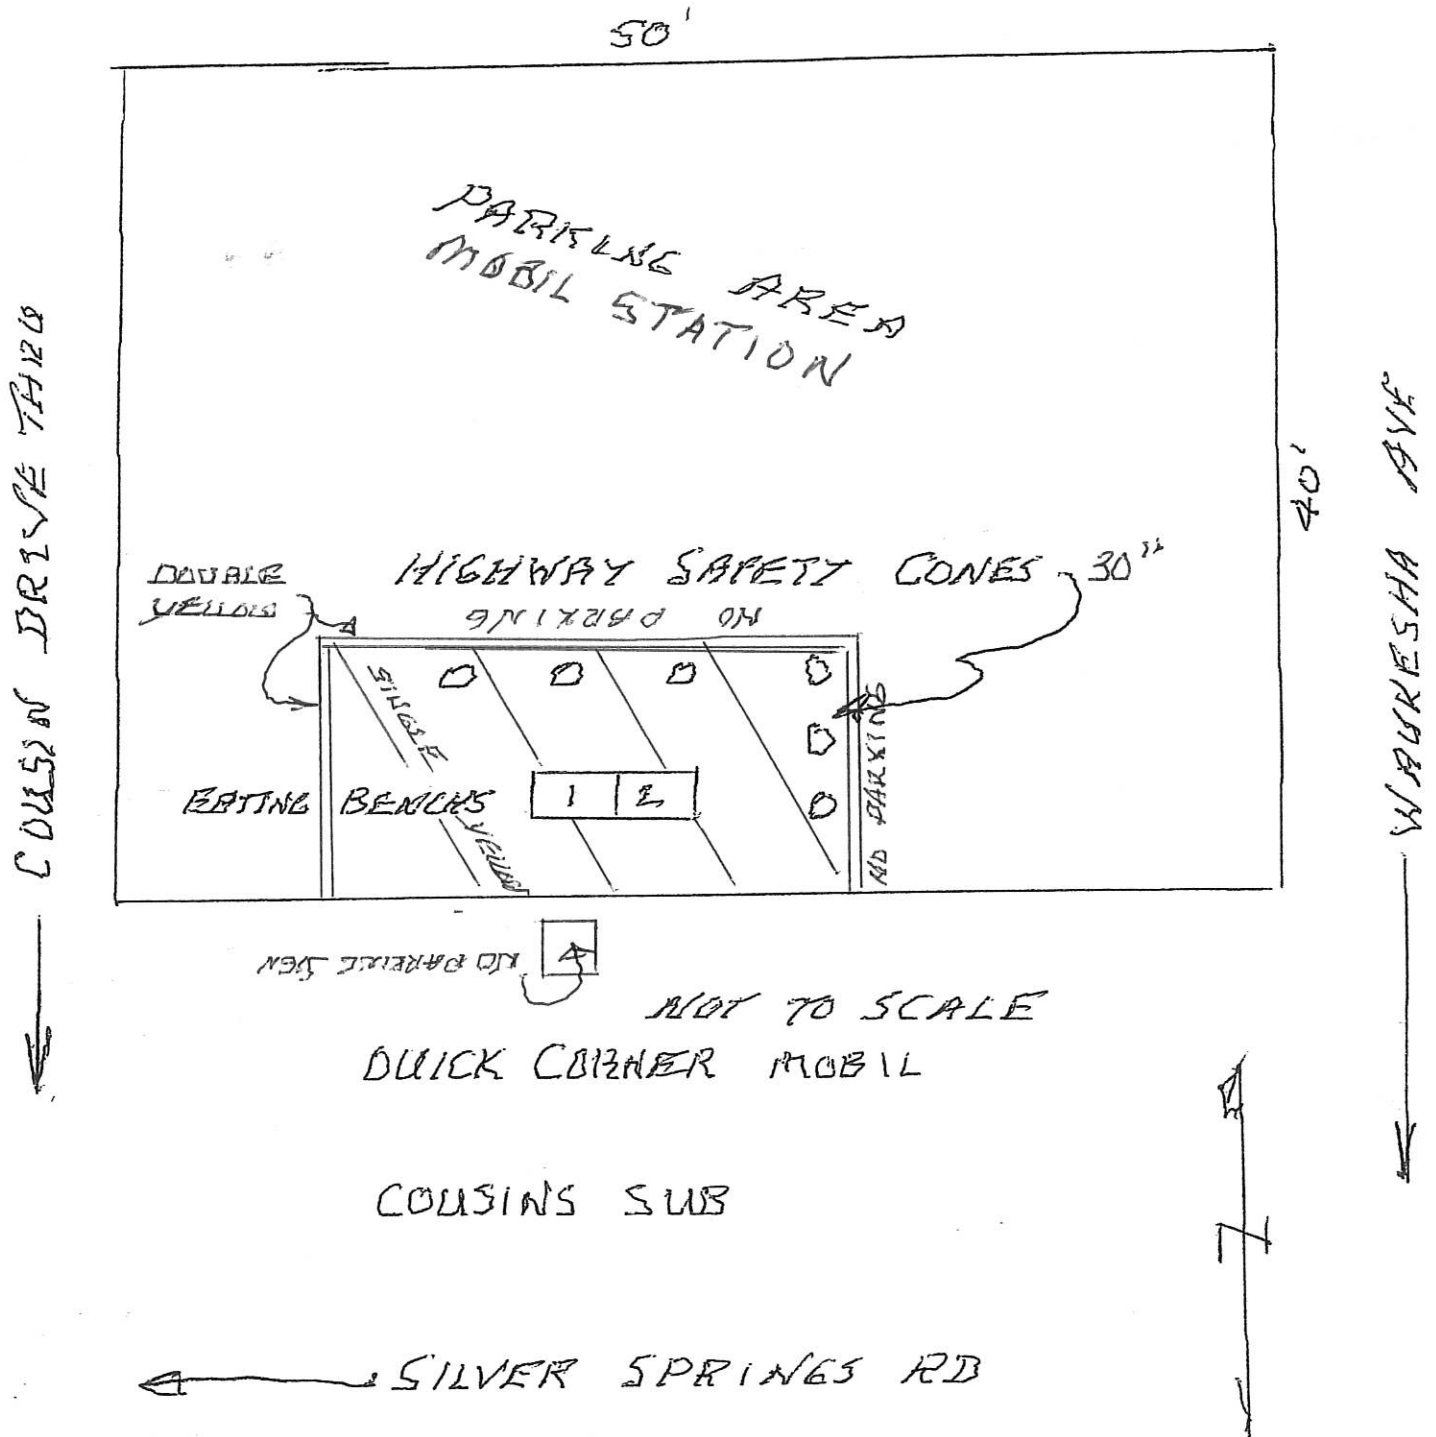 50'
PARKING AREA
MOBIL STATION
COUSIN DRIVE THRU
40'
WAUKESHA AVE
DOUBLE
YELLOW
HIGHWAY SAFETY CONES 30"
NO PARKING
SINGLE YELLOW
NO PARKING
EATING BENCHS 1 2
NO PARKING SIGN
NOT TO SCALE
QUICK CORNER MOBIL
COUSINS SUB
N
SILVER SPRINGS RD